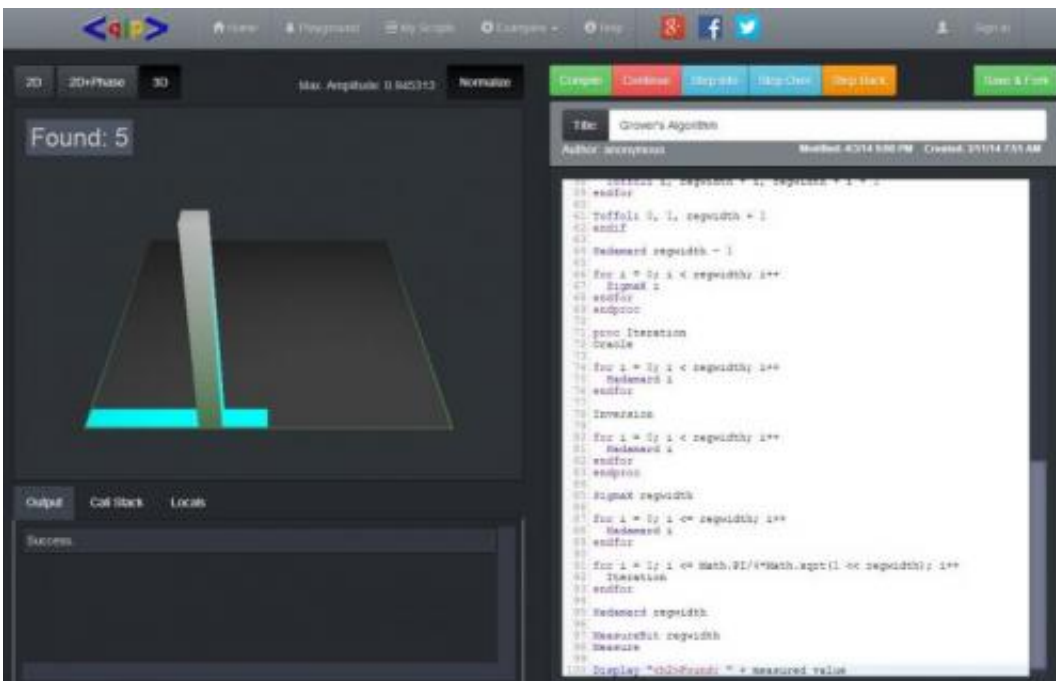 <q|p>
Home Playground My Scripts Examples
Sign in
2D 2D+Phase 3D
Max. Amplitude: 0.845313 Normalize
Compile Continue Step Into Step Over Step Back Save & Fork
Found: 5
Title: Grover's Algorithm
Author: anonymous
endfor
Toffoli 0, 1, regwidth + 1
endif
Hadamard regwidth - 1
for i = 0; i < regwidth; i++
SigmaX i
endfor
endproc
proc Iteration
Oracle
for i = 0; i < regwidth; i++
Hadamard i
endfor
Inversion
for i = 0; i < regwidth; i++
Hadamard i
endfor
endproc
SigmaX regwidth
for i = 0; i <= regwidth; i++
Hadamard i
endfor
for i = 1; i <= Math.PI/4*Math.sqrt(1 << regwidth); i++
Iteration
endfor
Hadamard regwidth
MeasureBit regwidth
Measure
Display "<h2>Found: " + measured_value
Output Call Stack Locals
Success.